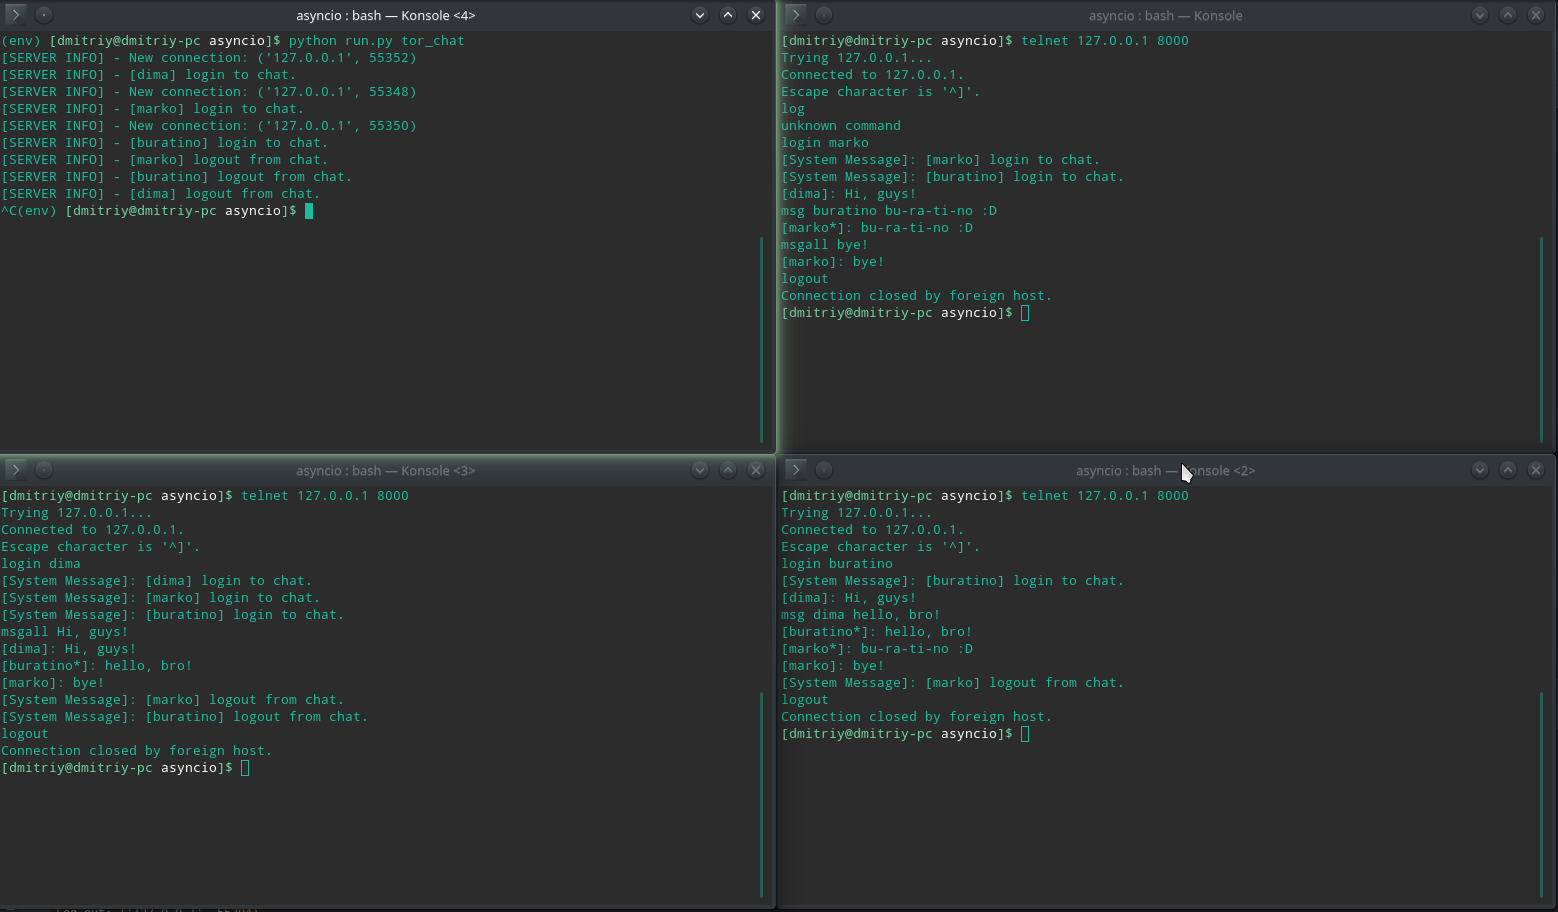 asyncio : bash — Konsole <4>
(env) [dmitriy@dmitriy-pc asyncio]$ python run.py tor_chat
[SERVER INFO] - New connection: ('127.0.0.1', 55352)
[SERVER INFO] - [dima] login to chat.
[SERVER INFO] - New connection: ('127.0.0.1', 55348)
[SERVER INFO] - [marko] login to chat.
[SERVER INFO] - New connection: ('127.0.0.1', 55350)
[SERVER INFO] - [buratino] login to chat.
[SERVER INFO] - [marko] logout from chat.
[SERVER INFO] - [buratino] logout from chat.
[SERVER INFO] - [dima] logout from chat.
^C(env) [dmitriy@dmitriy-pc asyncio]$
asyncio : bash — Konsole
[dmitriy@dmitriy-pc asyncio]$ telnet 127.0.0.1 8000
Trying 127.0.0.1...
Connected to 127.0.0.1.
Escape character is '^]'.
log
unknown command
login marko
[System Message]: [marko] login to chat.
[System Message]: [buratino] login to chat.
[dima]: Hi, guys!
msg buratino bu-ra-ti-no :D
[marko*]: bu-ra-ti-no :D
msgall bye!
[marko]: bye!
logout
Connection closed by foreign host.
[dmitriy@dmitriy-pc asyncio]$
asyncio : bash — Konsole <3>
[dmitriy@dmitriy-pc asyncio]$ telnet 127.0.0.1 8000
Trying 127.0.0.1...
Connected to 127.0.0.1.
Escape character is '^]'.
login dima
[System Message]: [dima] login to chat.
[System Message]: [marko] login to chat.
[System Message]: [buratino] login to chat.
msgall Hi, guys!
[dima]: Hi, guys!
[buratino*]: hello, bro!
[marko]: bye!
[System Message]: [marko] logout from chat.
[System Message]: [buratino] logout from chat.
logout
Connection closed by foreign host.
[dmitriy@dmitriy-pc asyncio]$
asyncio : bash — Konsole <2>
[dmitriy@dmitriy-pc asyncio]$ telnet 127.0.0.1 8000
Trying 127.0.0.1...
Connected to 127.0.0.1.
Escape character is '^]'.
login buratino
[System Message]: [buratino] login to chat.
[dima]: Hi, guys!
msg dima hello, bro!
[buratino*]: hello, bro!
[marko*]: bu-ra-ti-no :D
[marko]: bye!
[System Message]: [marko] logout from chat.
logout
Connection closed by foreign host.
[dmitriy@dmitriy-pc asyncio]$